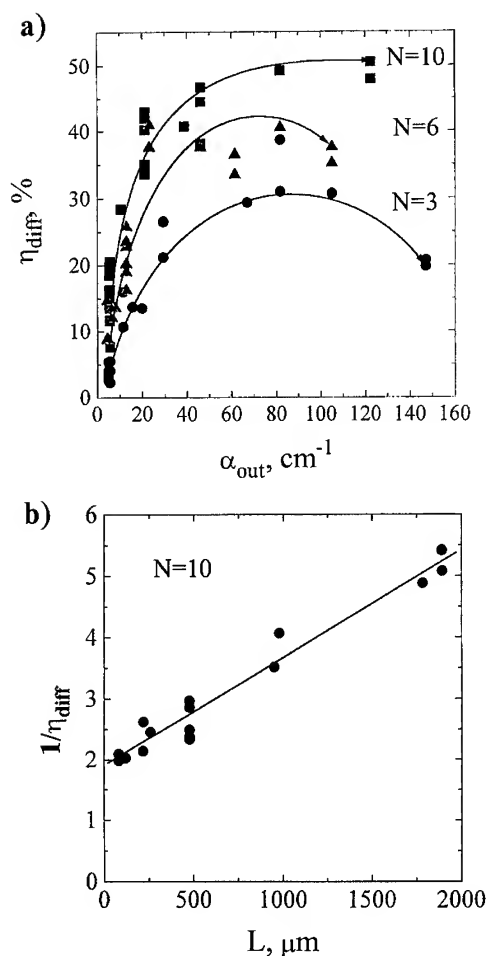 a)
50
40
30
20
10
0
η_diff, %
N=10
N=6
N=3
0 20 40 60 80 100 120 140 160
α_out, cm⁻¹
b)
6
5
4
3
2
1
0
1/η_diff
N=10
0 500 1000 1500 2000
L, μm